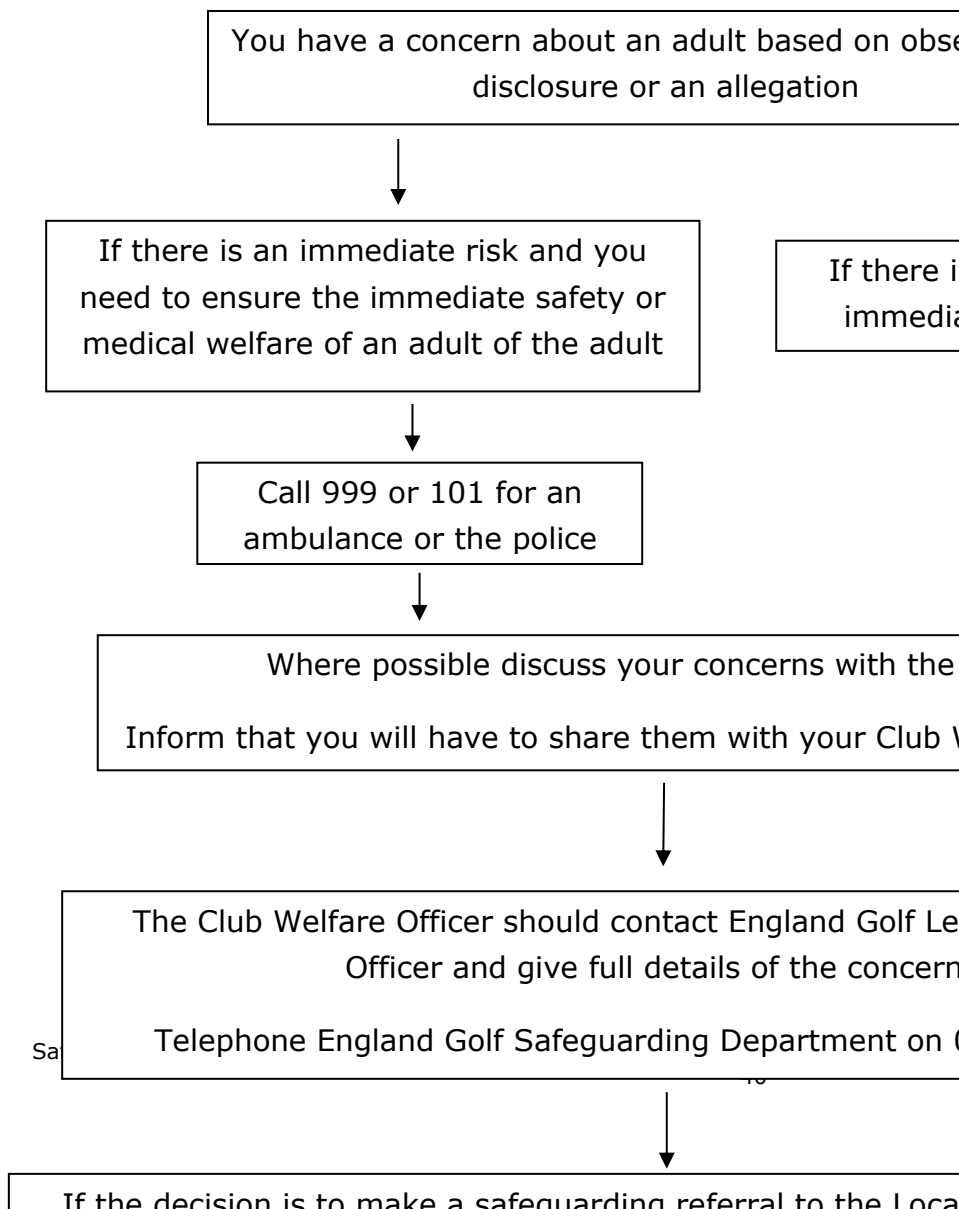 You have a concern about an adult based on
disclosure or an allegation
If there is an immediate risk and you
need to ensure the immediate safety or
medical welfare of an adult of the adult
If there
Call 999 or 101 for an
ambulance or the police
Where possible discuss your concerns with the
Inform that you will have to share them with your Club
The Club Welfare Officer should contact England Golf
Officer and give full details of the concern
Telephone England Golf Safeguarding Department on
If the decision is to make a safeguarding referral to the